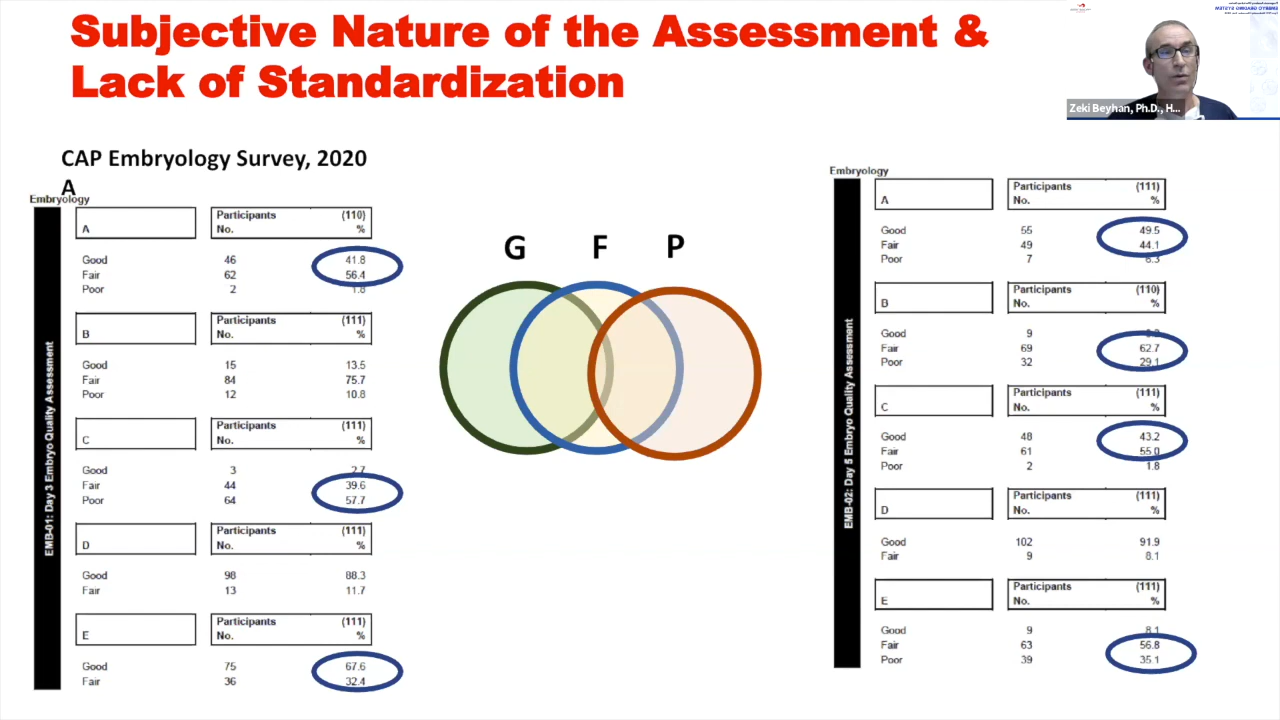 Subjective Nature of the Assessment &
Lack of Standardization
Zeki Beyhan, Ph.D., H...
CAP Embryology Survey, 2020
A
Embryology
EMB-01: Day 3 Embryo Quality Assessment
A
Participants (110)
No. %
Good 46 41.8
Fair 62 56.4
Poor 2 1.8
B
Participants (111)
No. %
Good 15 13.5
Fair 84 75.7
Poor 12 10.8
C
Participants (111)
No. %
Good 3 2.7
Fair 44 39.6
Poor 64 57.7
D
Participants (111)
No. %
Good 98 88.3
Fair 13 11.7
E
Participants (111)
No. %
Good 75 67.6
Fair 36 32.4
G F P
Embryology
EMB-02: Day 5 Embryo Quality Assessment
A
Participants (111)
No. %
Good 55 49.5
Fair 49 44.1
Poor 7 6.3
B
Participants (110)
No. %
Good 9
Fair 69 62.7
Poor 32 29.1
C
Participants (111)
No. %
Good 48 43.2
Fair 61 55.0
Poor 2 1.8
D
Participants (111)
No. %
Good 102 91.9
Fair 9 8.1
E
Participants (111)
No. %
Good 9 8.1
Fair 63 56.8
Poor 39 35.1